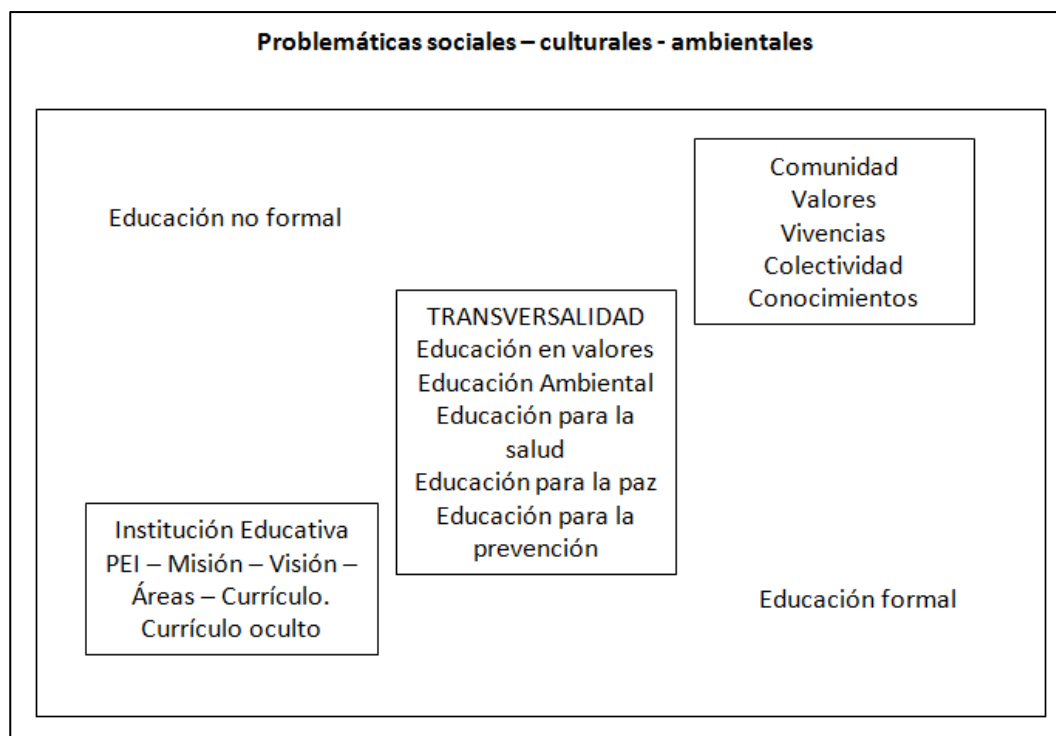 Problemáticas sociales – culturales - ambientales
Educación no formal
Comunidad
Valores
Vivencias
Colectividad
Conocimientos
TRANSVERSALIDAD
Educación en valores
Educación Ambiental
Educación para la
salud
Educación para la paz
Educación para la
prevención
Institución Educativa
PEI – Misión – Visión –
Áreas – Currículo.
Currículo oculto
Educación formal